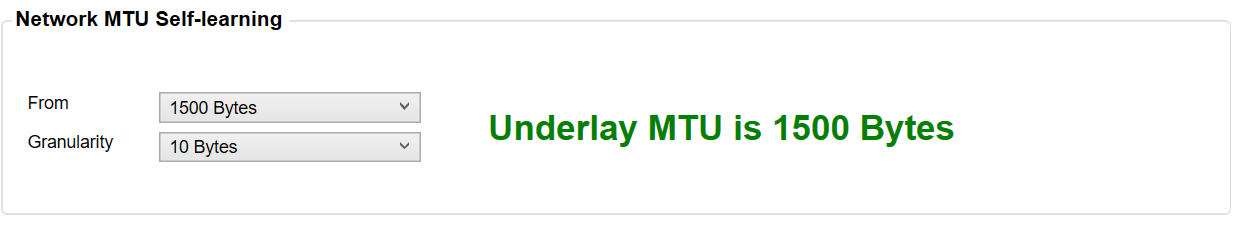 Network MTU Self-learning
From
1500 Bytes
Granularity
10 Bytes
Underlay MTU is 1500 Bytes